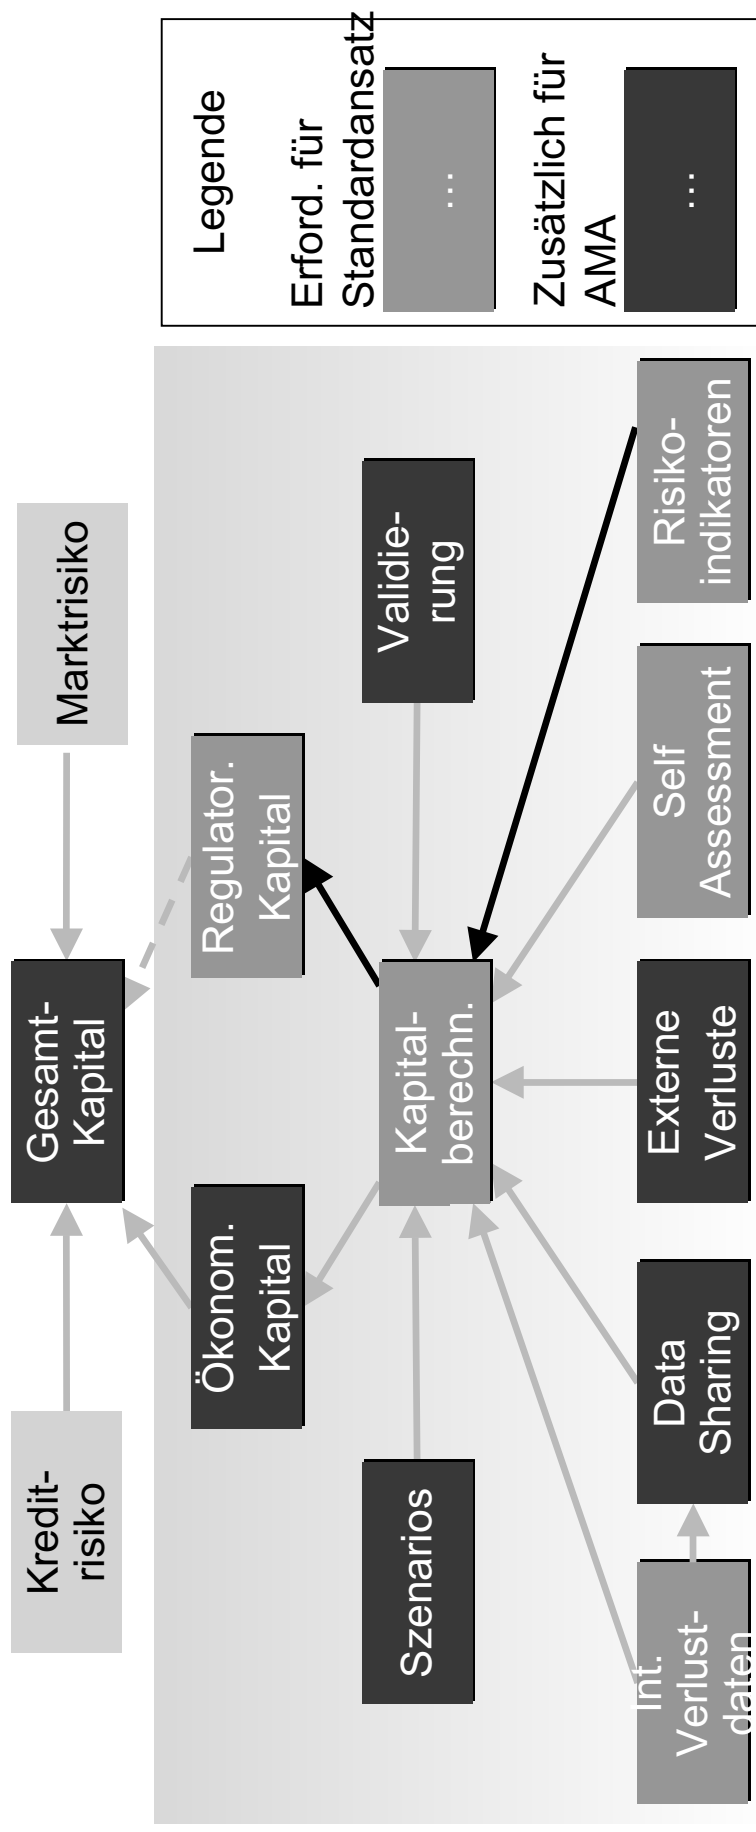 Kredit-
risiko
Gesamt-
Kapital
Marktrisiko
Ökonom.
Kapital
Regulator.
Kapital
Szenarios
Kapital-
berechn.
Validie-
rung
Int.
Verlust-
daten
Data
Sharing
Externe
Verluste
Self
Assessment
Risiko-
indikatoren
Legende
Erford. für
Standardansatz
…
Zusätzlich für
AMA
…